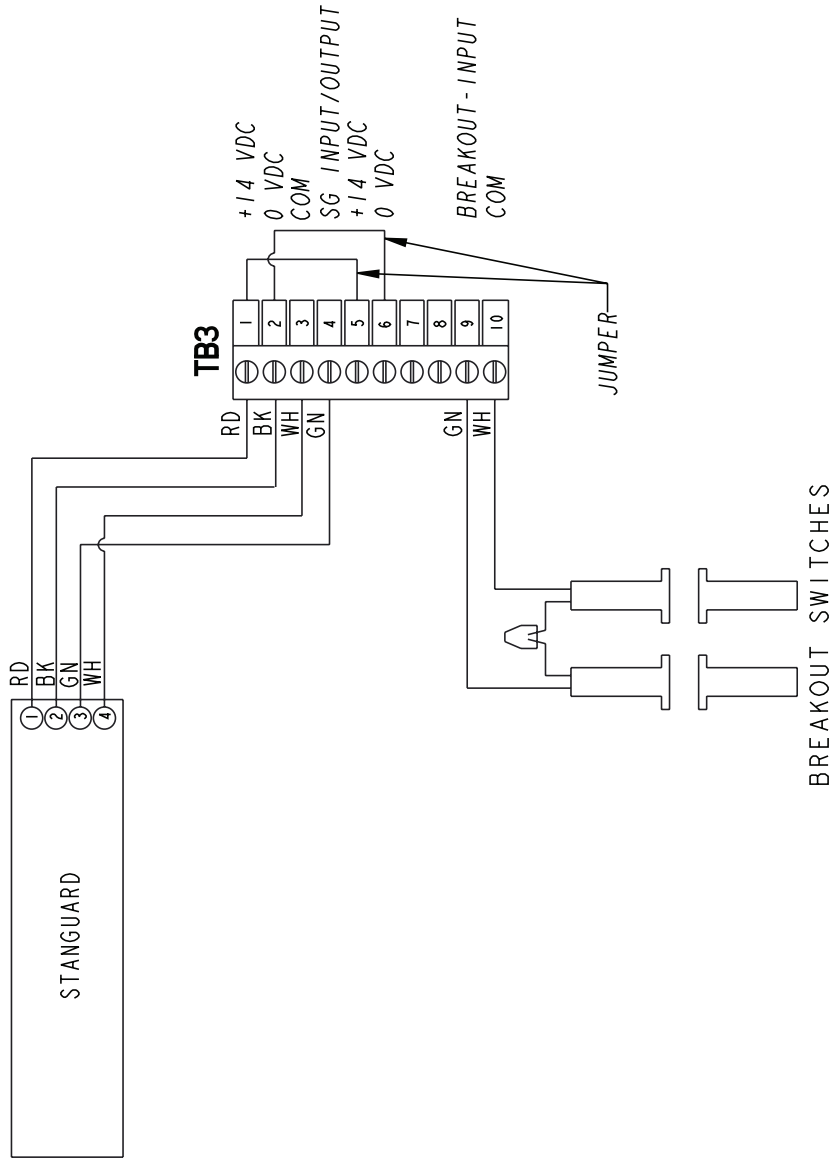 STANGUARD
1
2
3
4
RD
BK
GN
WH
TB3
RD
BK
WH
GN
GN
WH
1
2
3
4
5
6
7
8
9
10
+14 VDC
0 VDC
COM
SG INPUT/OUTPUT
+14 VDC
0 VDC
BREAKOUT-INPUT
COM
JUMPER
BREAKOUT SWITCHES